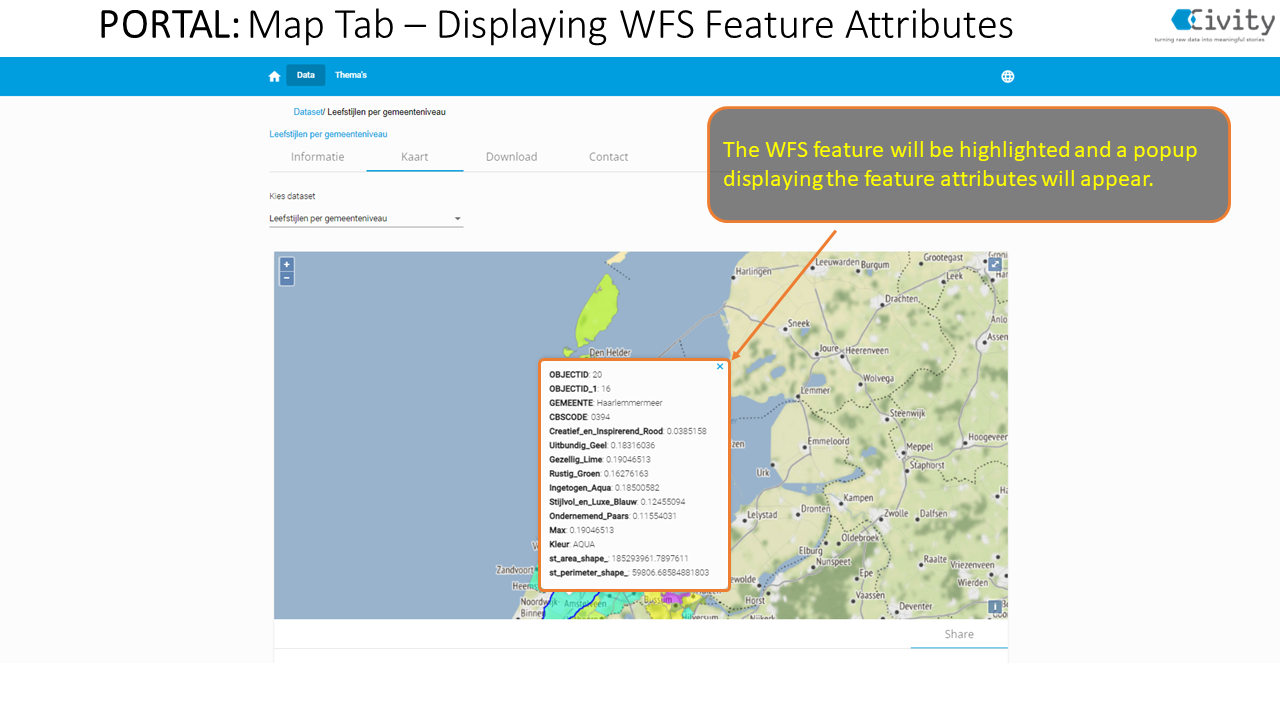 PORTAL: Map Tab – Displaying WFS Feature Attributes
Civity
turning raw data into meaningful stories
Data
Thema's
Dataset/ Leefstijlen per gemeenteniveau
Leefstijlen per gemeenteniveau
Informatie
Kaart
Download
Contact
The WFS feature will be highlighted and a popup
displaying the feature attributes will appear.
Kies dataset
Leefstijlen per gemeenteniveau
+
−
Harlingen
Leeuwarden
Burgum
Grootegast
Leek
Drachten
Sneek
Anlo
Assen
Den Helder
Joure
Heerenveen
Wolvega
Lemmer
Steenwijk
Emmeloord
Meppel
Hoogeveen
Staphorst
Urk
Kampen
Lelystad
Dronten
Zwolle
Dalfsen
Oldebroek
Elburg
Nunspeet
Raalte
Vriezenveen
Epe
Wierden
Vaassen
Horst
Deventer
OBJECTID: 20
OBJECTID_1: 16
GEMEENTE: Haarlemmermeer
CBSCODE: 0394
Creatief_en_Inspirerend_Rood: 0.0385158
Uitbundig_Geel: 0.18316036
Gezellig_Lime: 0.19046513
Rustig_Groen: 0.16276163
Ingetogen_Aqua: 0.18500582
Stijlvol_en_Luxe_Blauw: 0.12455094
Ondernemend_Paars: 0.11554031
Max: 0.19046513
Kleur: AQUA
st_area_shape_: 185293961.7897611
st_perimeter_shape_: 59806.68584881803
Zandvoort
Noordwijk
Binnen
Amstelveen
Bussum
Hilversum
Share